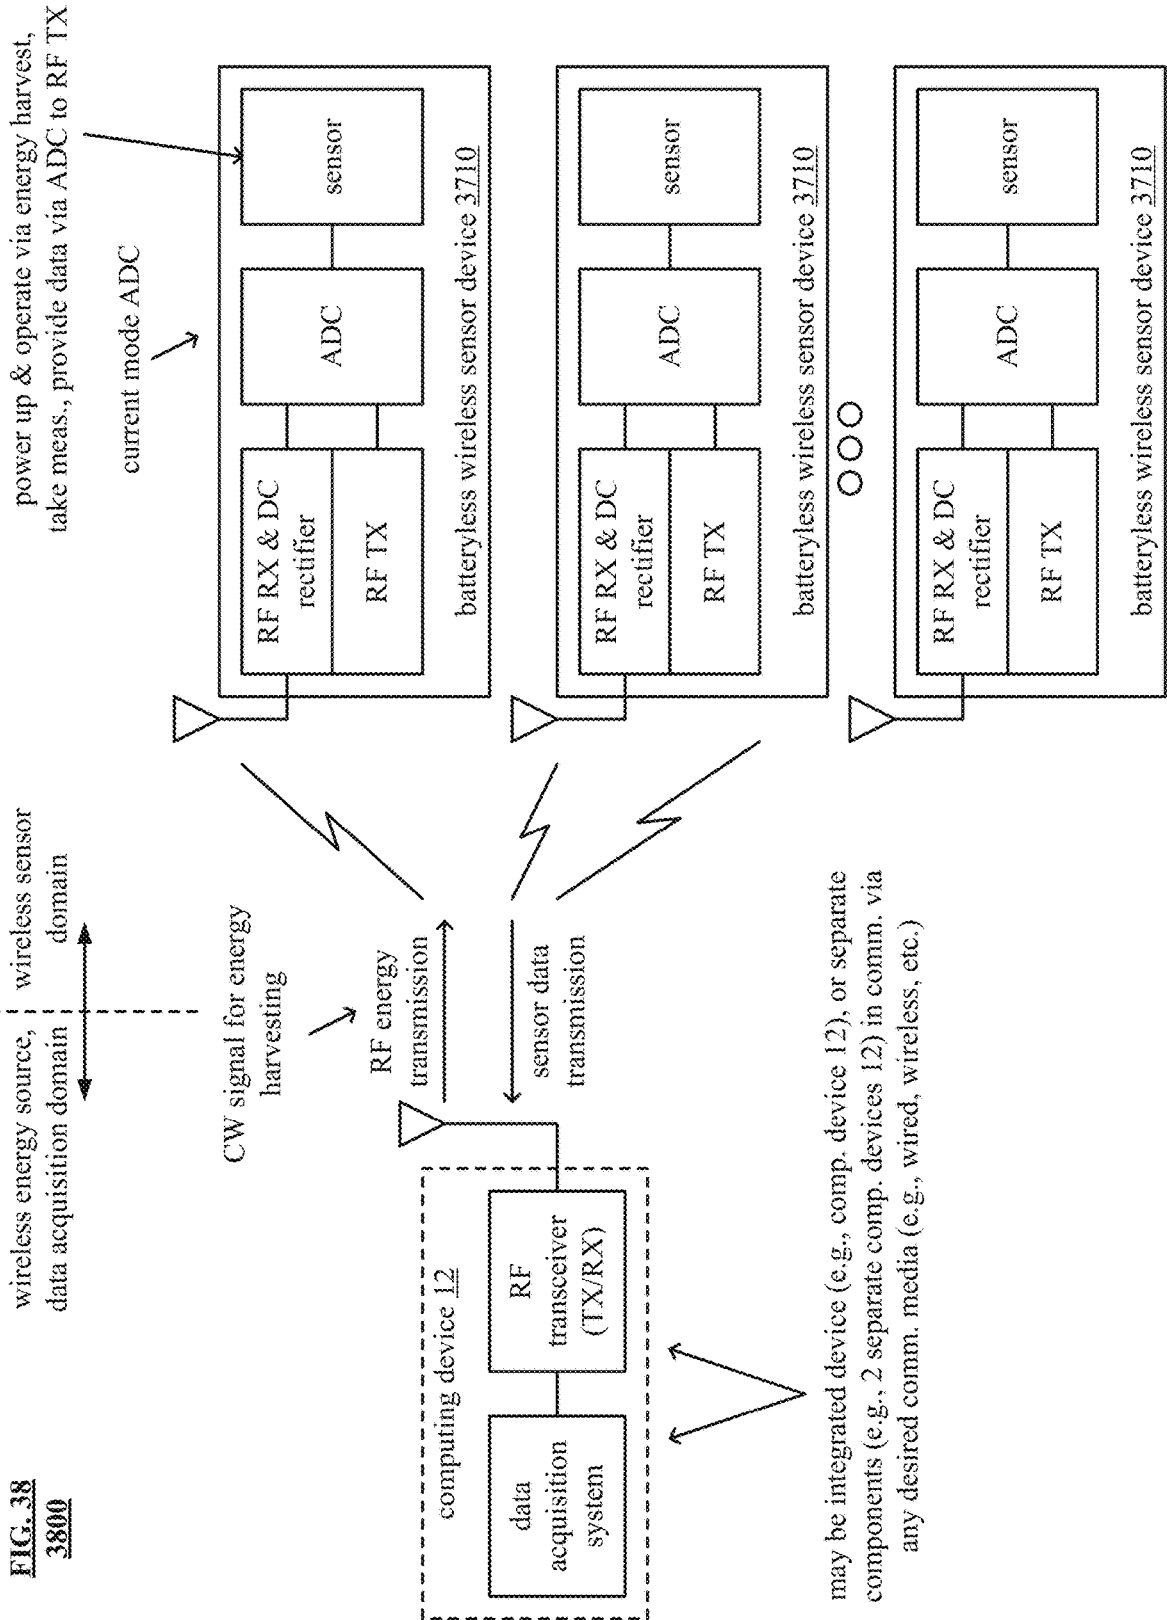 FIG. 38
3800
wireless energy source,
data acquisition domain
wireless sensor
domain
power up & operate via energy harvest,
take meas., provide data via ADC to RF TX
current mode ADC
CW signal for energy
harvesting
RF energy
transmission
sensor data
transmission
computing device 12
data
acquisition
system
RF
transceiver
(TX/RX)
may be integrated device (e.g., comp. device 12), or separate
components (e.g., 2 separate comp. devices 12) in comm. via
any desired comm. media (e.g., wired, wireless, etc.)
RF RX & DC
rectifier
RF TX
ADC
sensor
batteryless wireless sensor device 3710
RF RX & DC
rectifier
RF TX
ADC
sensor
batteryless wireless sensor device 3710
RF RX & DC
rectifier
RF TX
ADC
sensor
batteryless wireless sensor device 3710